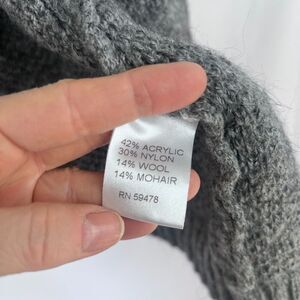 42% ACRYLIC
30% NYLON
14% WOOL
14% MOHAIR
RN 59478